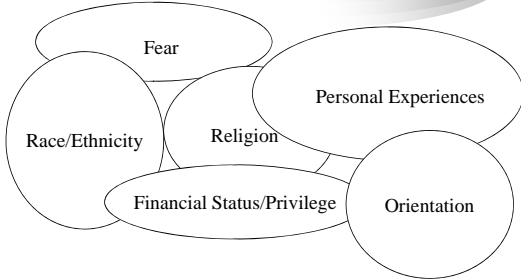 Fear
Personal Experiences
Race/Ethnicity
Religion
Financial Status/Privilege
Orientation